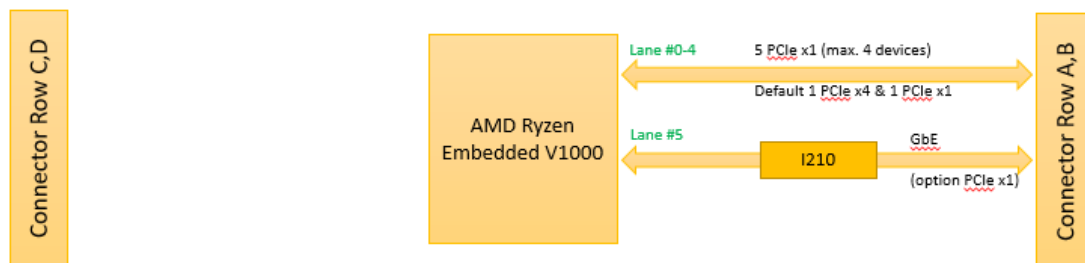 Connector Row C,D
AMD Ryzen
Embedded V1000
Lane #0-4
5 PCIe x1 (max. 4 devices)
Default 1 PCIe x4 & 1 PCIe x1
Lane #5
I210
GbE
(option PCIe x1)
Connector Row A,B